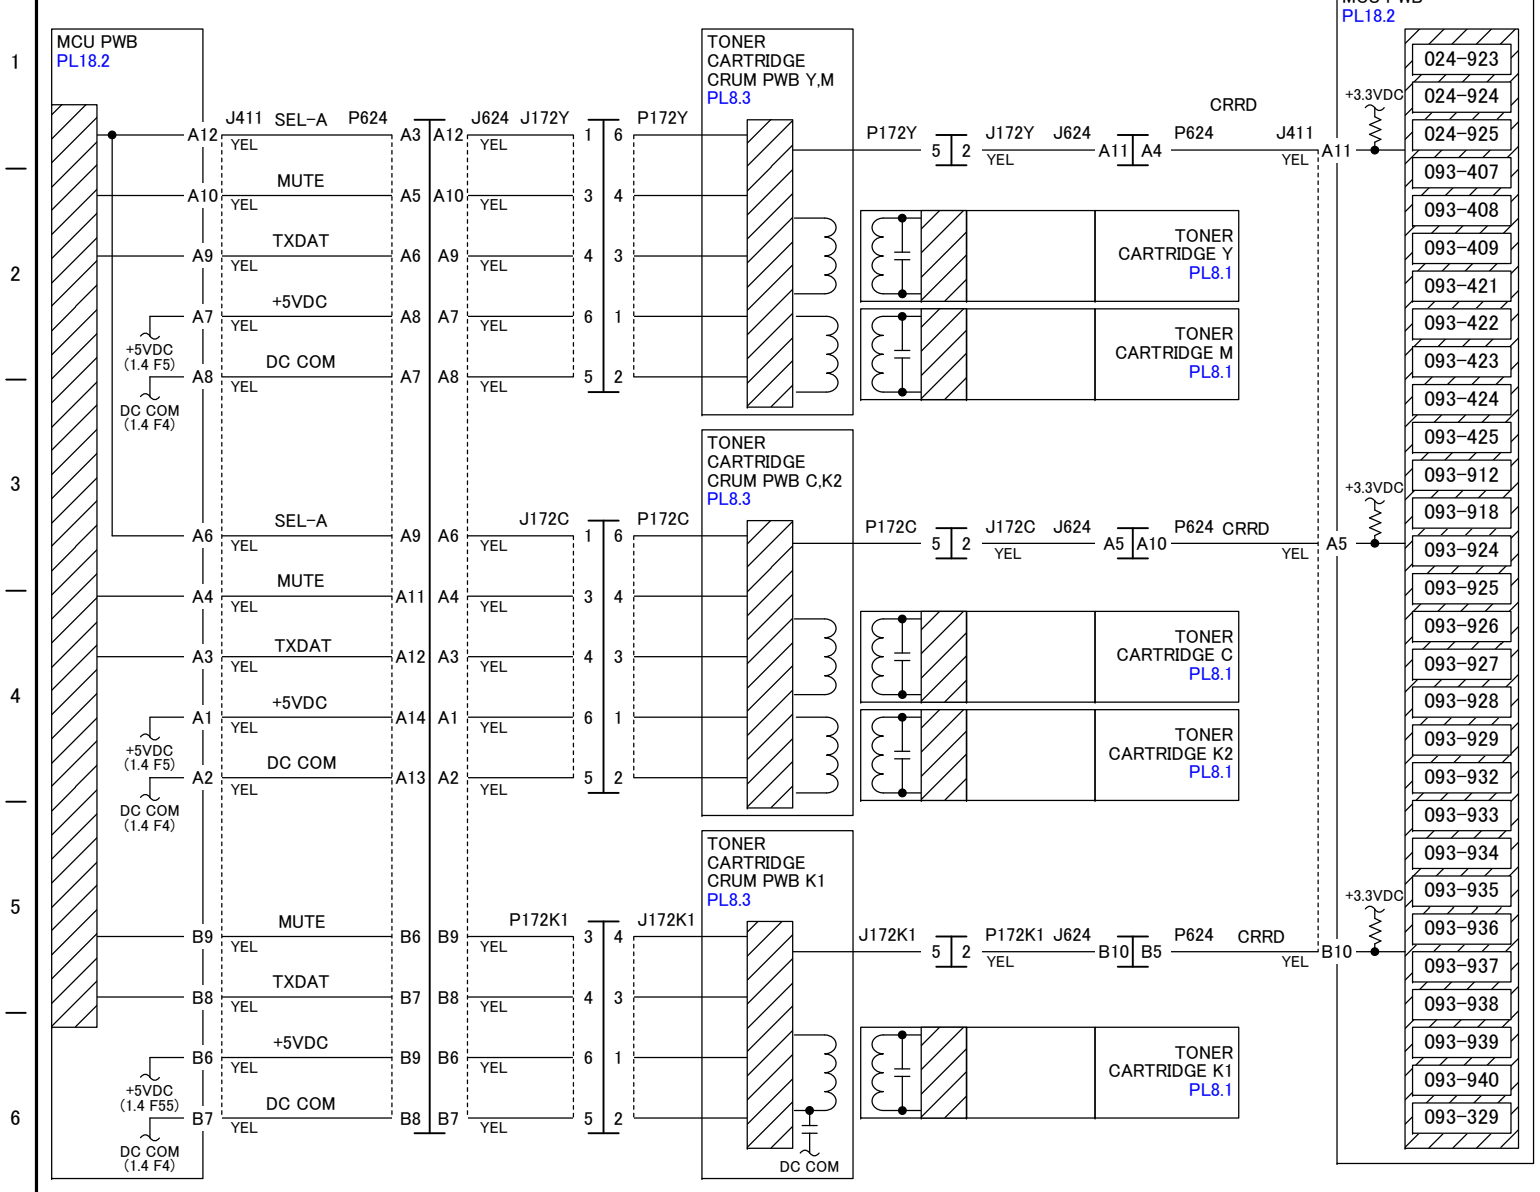 MCU PWB
PL18.2
1
MCU PWB
PL18.2
TONER
CARTRIDGE
CRUM PWB Y,M
PL8.3
024-923
024-924
024-925
+3.3VDC
CRRD
A12 J411 SEL-A P624 A3 A12 J624 J172Y 1 6 P172Y
YEL YEL
P172Y 5 2 J172Y J624 A11 A4 P624 J411 A11
YEL YEL
A10 MUTE A5 A10 3 4
YEL YEL
093-407
093-408
2
A9 TXDAT A6 A9 4 3
YEL YEL
TONER
CARTRIDGE Y
PL8.1
093-409
093-421
A7 +5VDC A8 A7 6 1
YEL YEL
+5VDC
(1.4 F5)
TONER
CARTRIDGE M
PL8.1
093-422
093-423
A8 DC COM A7 A8 5 2
YEL YEL
DC COM
(1.4 F4)
093-424
093-425
3
TONER
CARTRIDGE
CRUM PWB C,K2
PL8.3
093-912
093-918
+3.3VDC
A6 SEL-A A9 A6 J172C 1 6 P172C
YEL YEL
P172C 5 2 J172C J624 A5 A10 P624 CRRD A5
YEL YEL
093-924
093-925
A4 MUTE A11 A4 3 4
YEL YEL
093-926
A3 TXDAT A12 A3 4 3
YEL YEL
TONER
CARTRIDGE C
PL8.1
093-927
093-928
4
A1 +5VDC A14 A1 6 1
YEL YEL
+5VDC
(1.4 F5)
TONER
CARTRIDGE K2
PL8.1
093-929
093-932
A2 DC COM A13 A2 5 2
YEL YEL
DC COM
(1.4 F4)
093-933
093-934
5
TONER
CARTRIDGE
CRUM PWB K1
PL8.3
093-935
093-936
+3.3VDC
B9 MUTE B6 B9 P172K1 3 4 J172K1
YEL YEL
J172K1 5 2 P172K1 J624 B10 B5 P624 CRRD B10
YEL YEL
093-937
093-938
B8 TXDAT B7 B8 4 3
YEL YEL
093-939
B6 +5VDC B9 B6 6 1
YEL YEL
+5VDC
(1.4 F55)
TONER
CARTRIDGE K1
PL8.1
093-940
093-329
6
B7 DC COM B8 B7 5 2
YEL YEL
DC COM
(1.4 F4)
DC COM